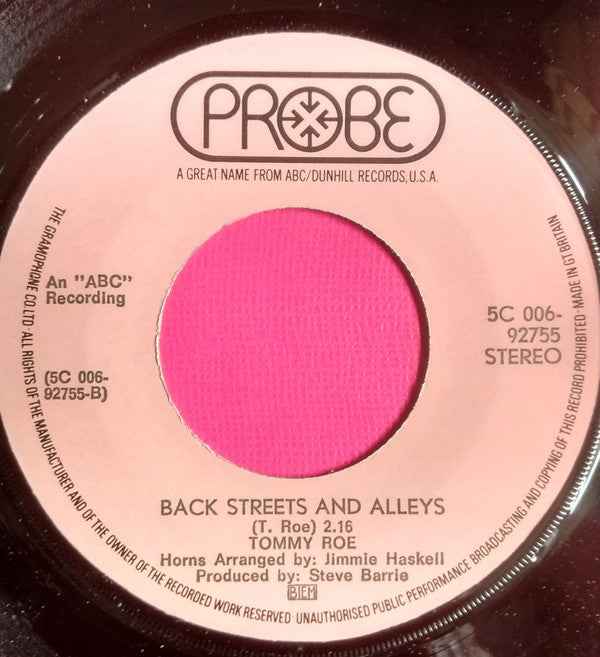 PROBE
A GREAT NAME FROM ABC/DUNHILL RECORDS, U.S.A.
An "ABC"
Recording
(5C 006-
92755-B)
5C 006-
92755
STEREO
BACK STREETS AND ALLEYS
(T. Roe) 2.16
TOMMY ROE
Horns Arranged by: Jimmie Haskell
Produced by: Steve Barrie
BIEM
THE GRAMOPHONE CO. LTD · ALL RIGHTS OF THE MANUFACTURER AND OF THE OWNER OF THE RECORDED WORK RESERVED UNAUTHORISED PUBLIC PERFORMANCE BROADCASTING AND COPYING OF THIS RECORD PROHIBITED · MADE IN GT BRITAIN